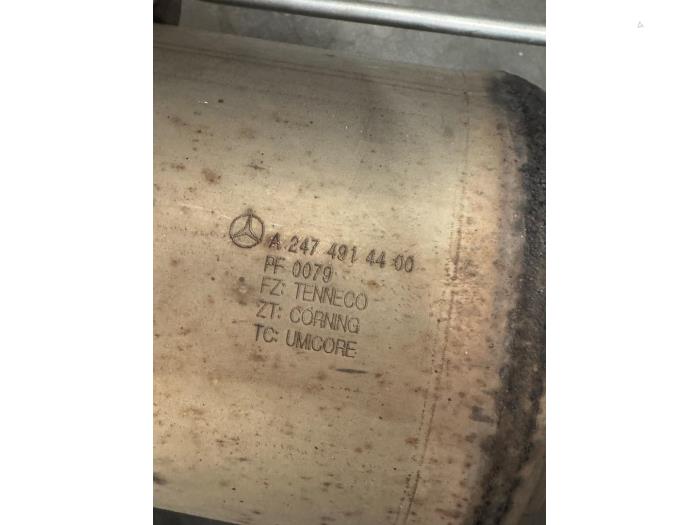 A 247 491 44 00
PF 0079
FZ: TENNECO
ZT: CORNING
TC: UMICORE